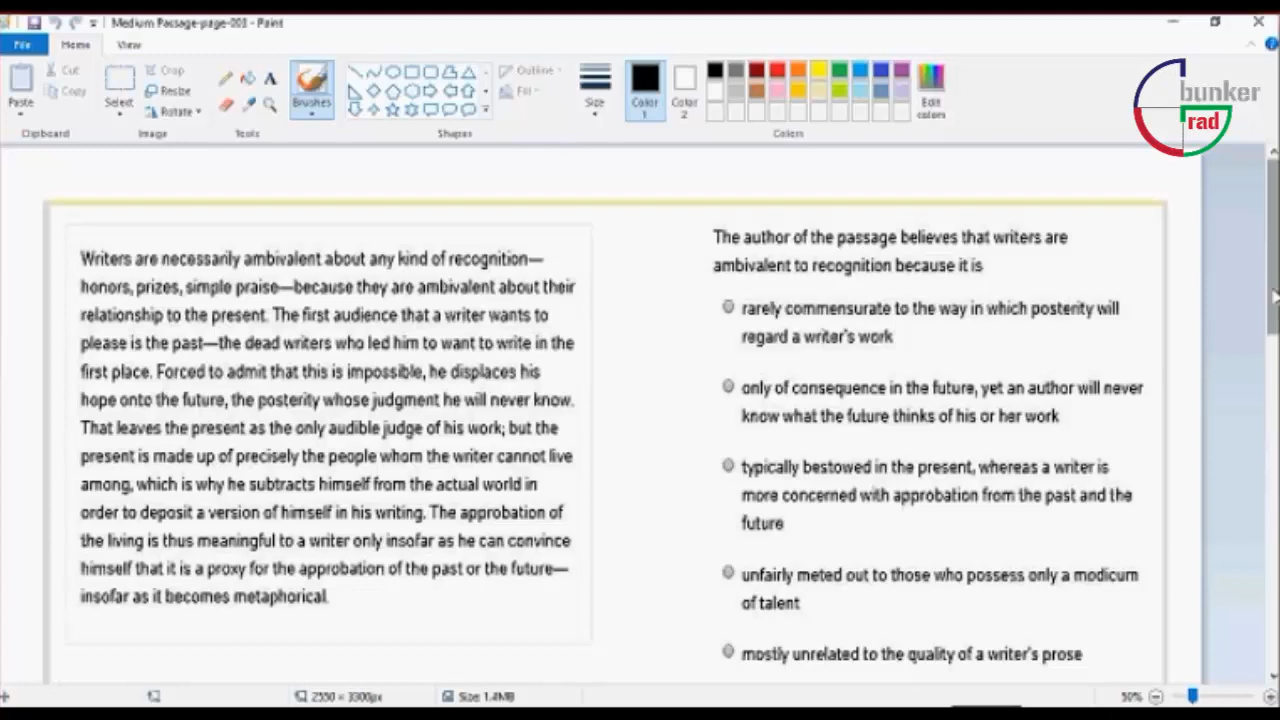 Medium Passage-page-003 - Paint
File Home View
Paste
Cut
Copy
Clipboard
Select
Crop
Resize
Rotate
Image
A
Tools
Brushes
Shapes
Outline
Fill
Size
Color 1
Color 2
Colors
Edit colors
bunker
rad
Writers are necessarily ambivalent about any kind of recognition—
honors, prizes, simple praise—because they are ambivalent about their
relationship to the present. The first audience that a writer wants to
please is the past—the dead writers who led him to want to write in the
first place. Forced to admit that this is impossible, he displaces his
hope onto the future, the posterity whose judgment he will never know.
That leaves the present as the only audible judge of his work; but the
present is made up of precisely the people whom the writer cannot live
among, which is why he subtracts himself from the actual world in
order to deposit a version of himself in his writing. The approbation of
the living is thus meaningful to a writer only insofar as he can convince
himself that it is a proxy for the approbation of the past or the future—
insofar as it becomes metaphorical.
The author of the passage believes that writers are
ambivalent to recognition because it is
rarely commensurate to the way in which posterity will
regard a writer's work
only of consequence in the future, yet an author will never
know what the future thinks of his or her work
typically bestowed in the present, whereas a writer is
more concerned with approbation from the past and the
future
unfairly meted out to those who possess only a modicum
of talent
mostly unrelated to the quality of a writer's prose
2550 × 3300px
Size: 1.4MB
50%